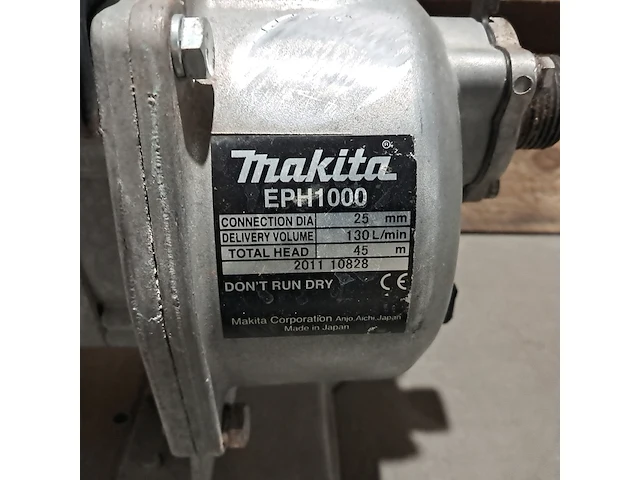 makita®
EPH1000
CONNECTION DIA 25 mm
DELIVERY VOLUME 130 L/min
TOTAL HEAD 45 m
2011 10828
DON'T RUN DRY CE
Makita Corporation Anjo, Aichi, Japan
Made in Japan